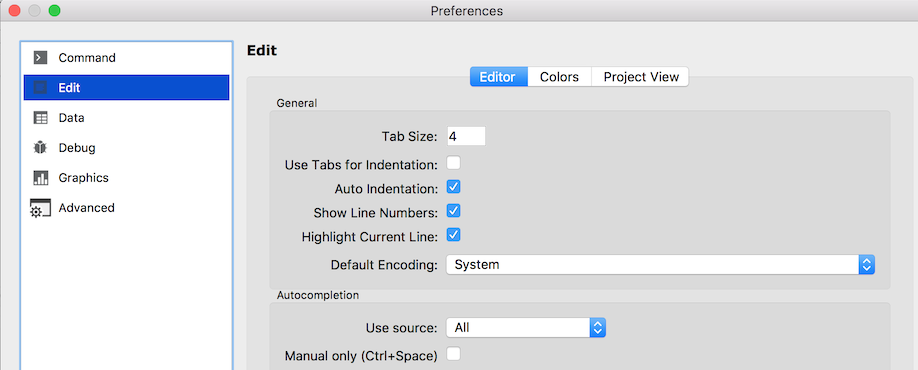 Preferences
Command
Edit
Data
Debug
Graphics
Advanced
Edit
Editor Colors Project View
General
Tab Size: 4
Use Tabs for Indentation:
Auto Indentation:
Show Line Numbers:
Highlight Current Line:
Default Encoding: System
Autocompletion
Use source: All
Manual only (Ctrl+Space)